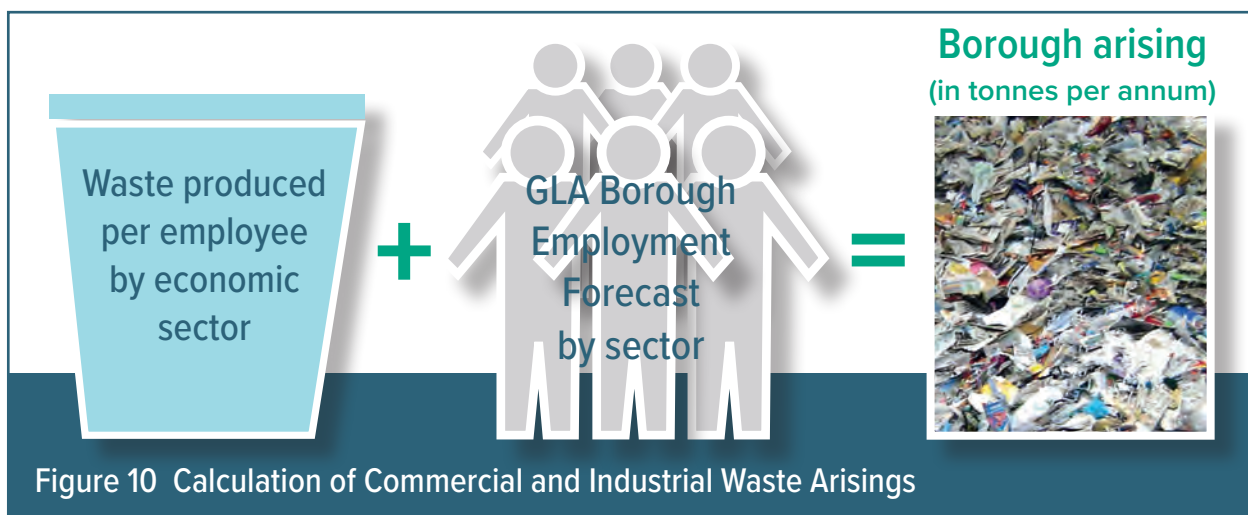 Borough arising
(in tonnes per annum)
Waste produced
per employee
by economic
sector
+
GLA Borough
Employment
Forecast
by sector
=
Figure 10 Calculation of Commercial and Industrial Waste Arisings